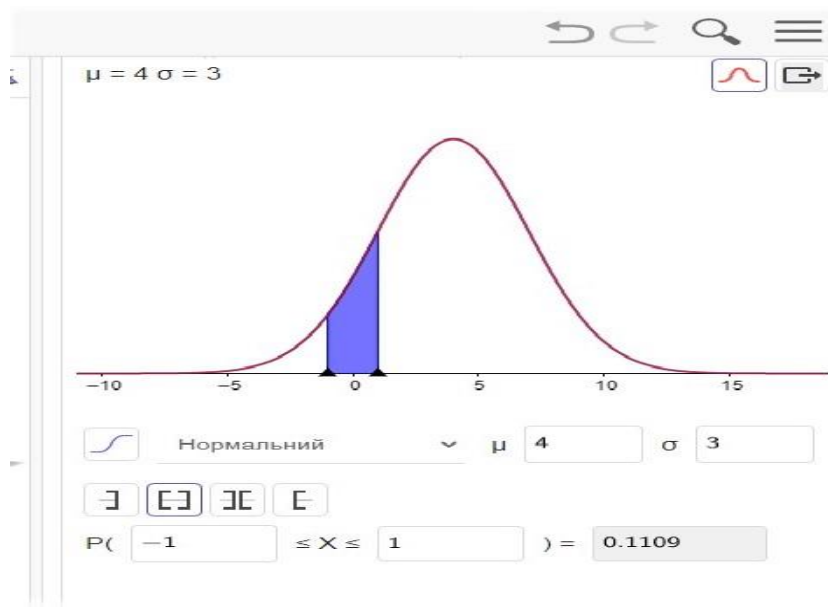 μ = 4 σ = 3
−10 −5 0 5 10 15
Нормальний μ 4 σ 3
P( −1 ≤ X ≤ 1 ) = 0.1109